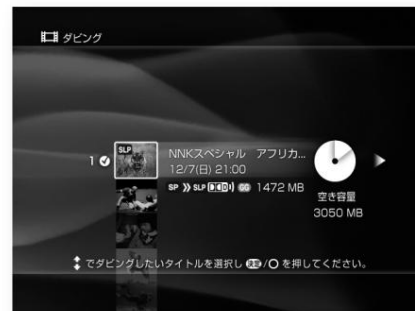 ダビング
1
SLP
NNKスペシャル アフリカ...
12/7(日) 21:00
SP SLP 1472 MB
空き容量
3050 MB
でダビングしたいタイトルを選択し 決定/○ を押してください。